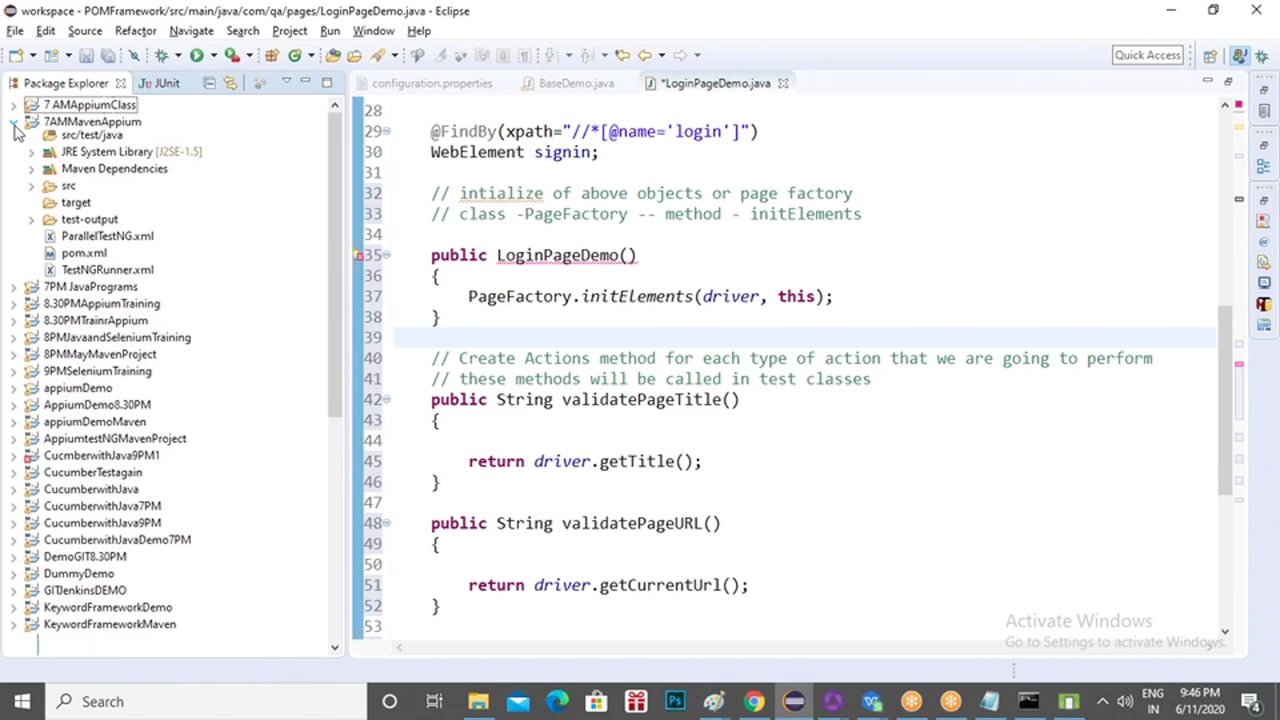 workspace - POMFramework/src/main/java/com/qa/pages/LoginPageDemo.java - Eclipse
File Edit Source Refactor Navigate Search Project Run Window Help
Quick Access
Package Explorer JUnit
configuration.properties BaseDemo.java *LoginPageDemo.java
7 AMAppiumClass
7AMMavenAppium
src/test/java
JRE System Library [J2SE-1.5]
Maven Dependencies
src
target
test-output
ParallelTestNG.xml
pom.xml
TestNGRunner.xml
7PM JavaPrograms
8.30PMAppiumTraining
8.30PMTrainrAppium
8PMJavaandSeleniumTraining
8PMMayMavenProject
9PMSeleniumTraining
appiumDemo
AppiumDemo8.30PM
appiumDemoMaven
AppiumtestNGMavenProject
CucmberwithJava9PM1
CucumberTestagain
CucumberwithJava
CucumberwithJava7PM
CucumberwithJava9PM
CucumberwithJavaDemo7PM
DemoGIT8.30PM
DummyDemo
GITJenkinsDEMO
KeywordFrameworkDemo
KeywordFrameworkMaven
28
29 @FindBy(xpath="//*[@name='login']")
30 WebElement signin;
31
32 // intialize of above objects or page factory
33 // class -PageFactory -- method - initElements
34
35 public LoginPageDemo()
36 {
37 PageFactory.initElements(driver, this);
38 }
39
40 // Create Actions method for each type of action that we are going to perform
41 // these methods will be called in test classes
42 public String validatePageTitle()
43 {
44
45 return driver.getTitle();
46 }
47
48 public String validatePageURL()
49 {
50
51 return driver.getCurrentUrl();
52 }
53
Activate Windows
Go to Settings to activate Windows.
Search
ENG
IN
9:46 PM
6/11/2020
4